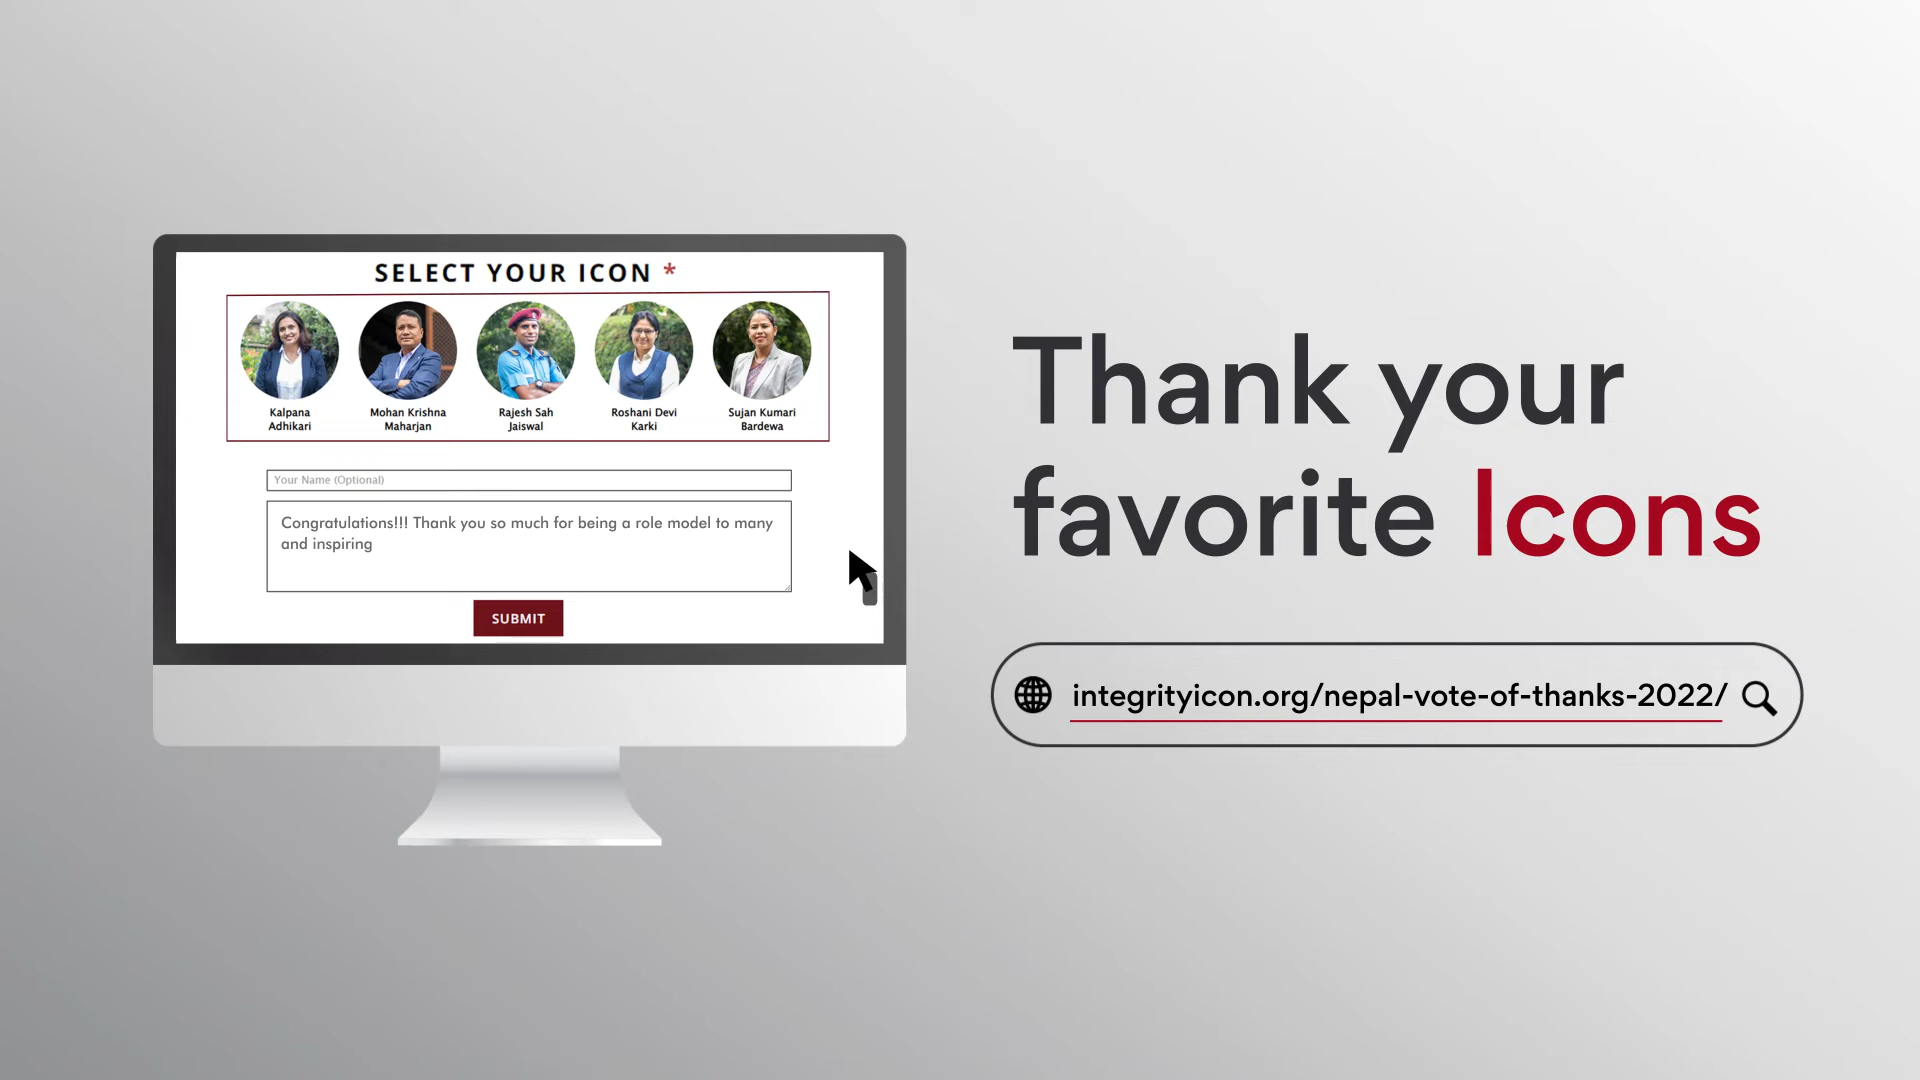 SELECT YOUR ICON *
Kalpana
Adhikari
Mohan Krishna
Maharjan
Rajesh Sah
Jaiswal
Roshani Devi
Karki
Sujan Kumari
Bardewa
Your Name (Optional)
Congratulations!!! Thank you so much for being a role model to many
and inspiring
SUBMIT
Thank your
favorite Icons
integrityicon.org/nepal-vote-of-thanks-2022/